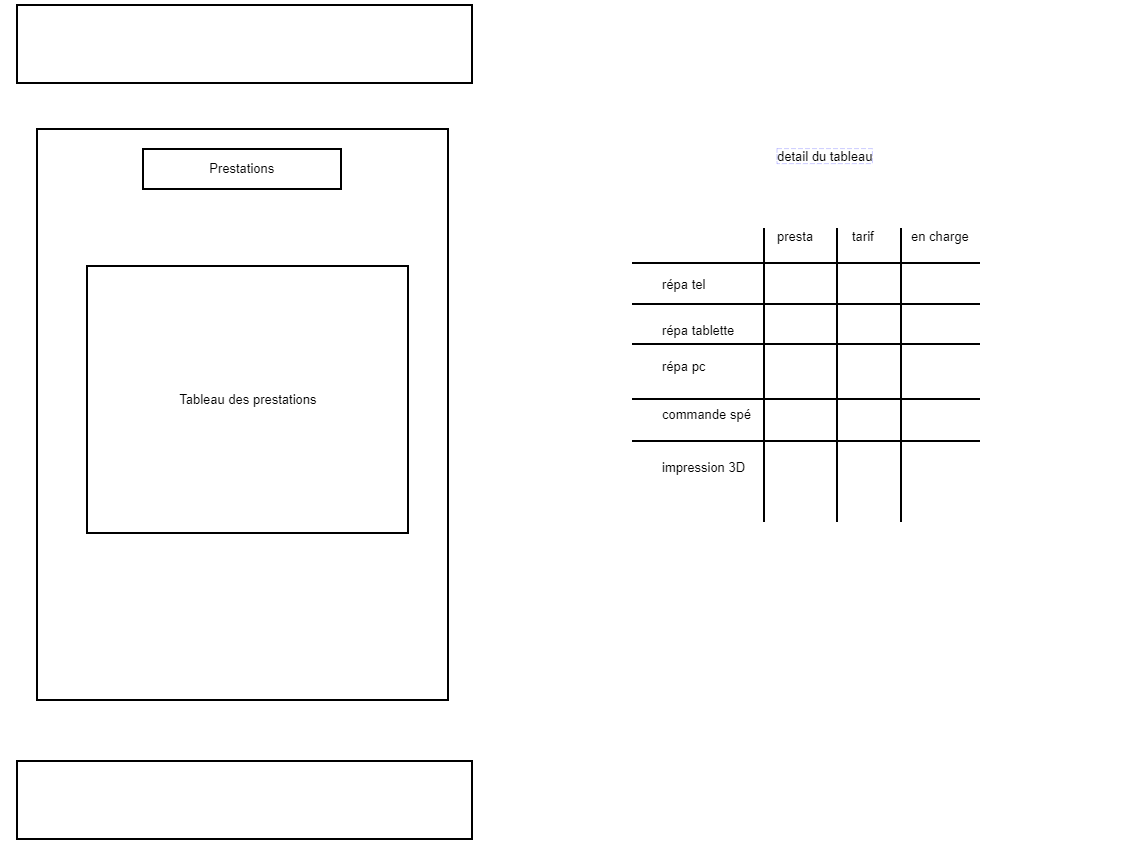 Prestations
Tableau des prestations
detail du tableau
presta tarif en charge
répa tel
répa tablette
répa pc
commande spé
impression 3D